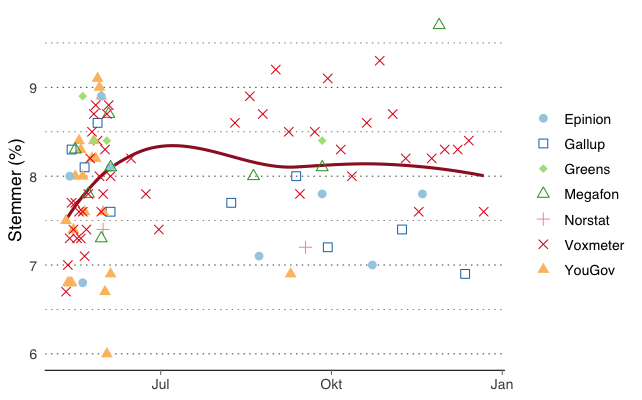 Stemmer (%)
9
8
7
6
Jul
Okt
Jan
Epinion
Gallup
Greens
Megafon
Norstat
Voxmeter
YouGov